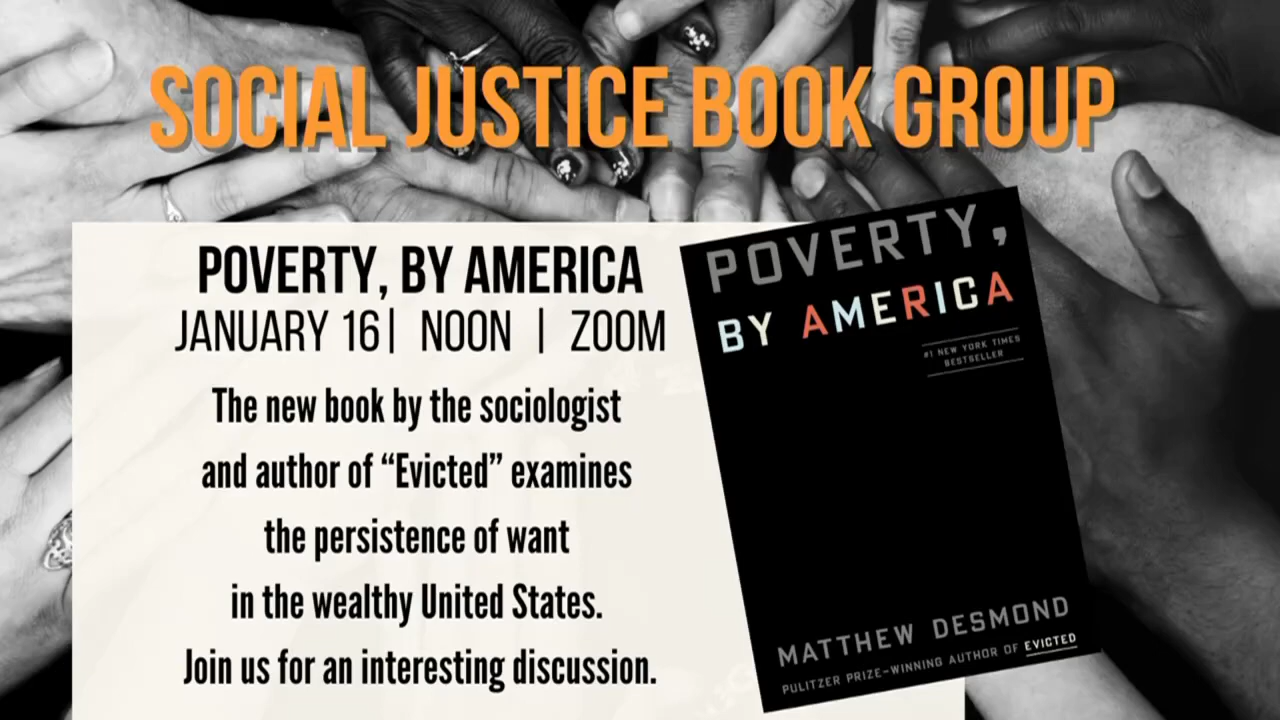 SOCIAL JUSTICE BOOK GROUP
POVERTY, BY AMERICA
JANUARY 16| NOON | ZOOM
The new book by the sociologist
and author of “Evicted” examines
the persistence of want
in the wealthy United States.
Join us for an interesting discussion.
POVERTY,
BY AMERICA
#1 NEW YORK TIMES
BESTSELLER
MATTHEW DESMOND
PULITZER PRIZE–WINNING AUTHOR OF EVICTED